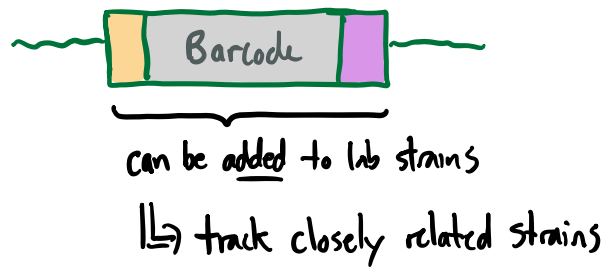 Barcode
can be added to lab strains
track closely related strains